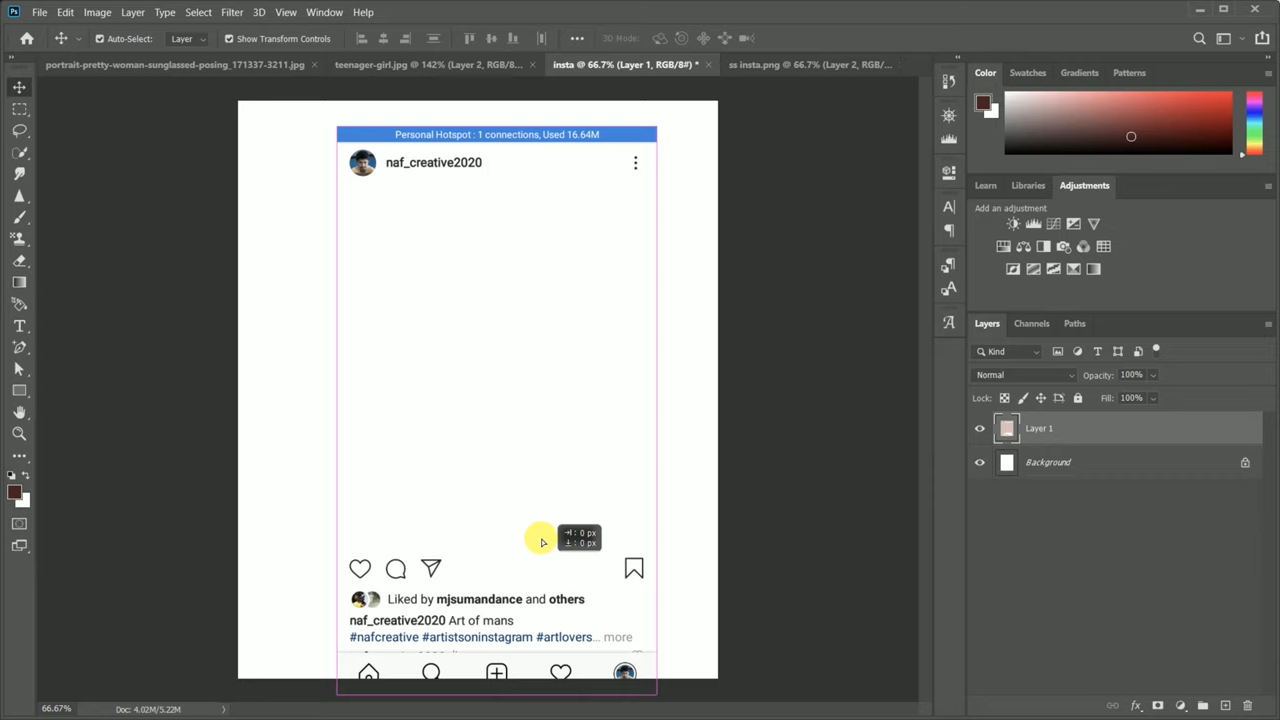 Ps File Edit Image Layer Type Select Filter 3D View Window Help
Auto-Select: Layer Show Transform Controls 3D Mode:
portrait-pretty-woman-sunglassed-posing_171337-3211.jpg × teenager-girl.jpg @ 142% (Layer 2, RGB/8... × insta @ 66.7% (Layer 1, RGB/8#) * × ss insta.png @ 66.7% (Layer 2, RGB/...
Color Swatches Gradients Patterns
Personal Hotspot : 1 connections, Used 16.64M
naf_creative2020
Learn Libraries Adjustments
Add an adjustment
Layers Channels Paths
Kind
Normal Opacity: 100%
Lock: Fill: 100%
Layer 1
Background
→I : 0 px
: 0 px
Liked by mjsumandance and others
naf_creative2020 Art of mans
#nafcreative #artistsoninstagram #artlovers... more
66.67% Doc: 4.02M/5.22M